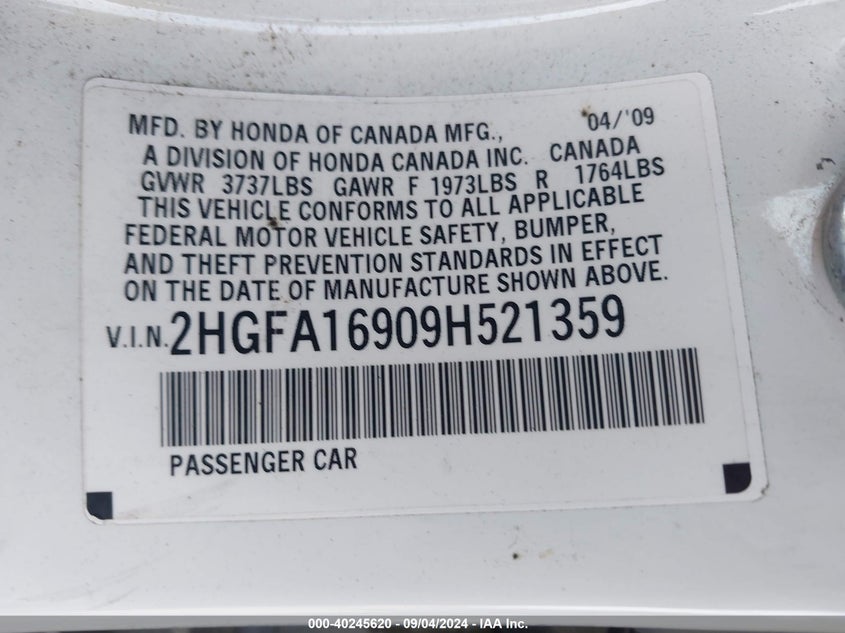 MFD. BY HONDA OF CANADA MFG., 04/'09
A DIVISION OF HONDA CANADA INC. CANADA
GVWR 3737LBS GAWR F 1973LBS R 1764LBS
THIS VEHICLE CONFORMS TO ALL APPLICABLE
FEDERAL MOTOR VEHICLE SAFETY, BUMPER,
AND THEFT PREVENTION STANDARDS IN EFFECT
ON THE DATE OF MANUFACTURE SHOWN ABOVE.
V.I.N. 2HGFA16909H521359
PASSENGER CAR
000-40245620 - 09/04/2024 - IAA Inc.